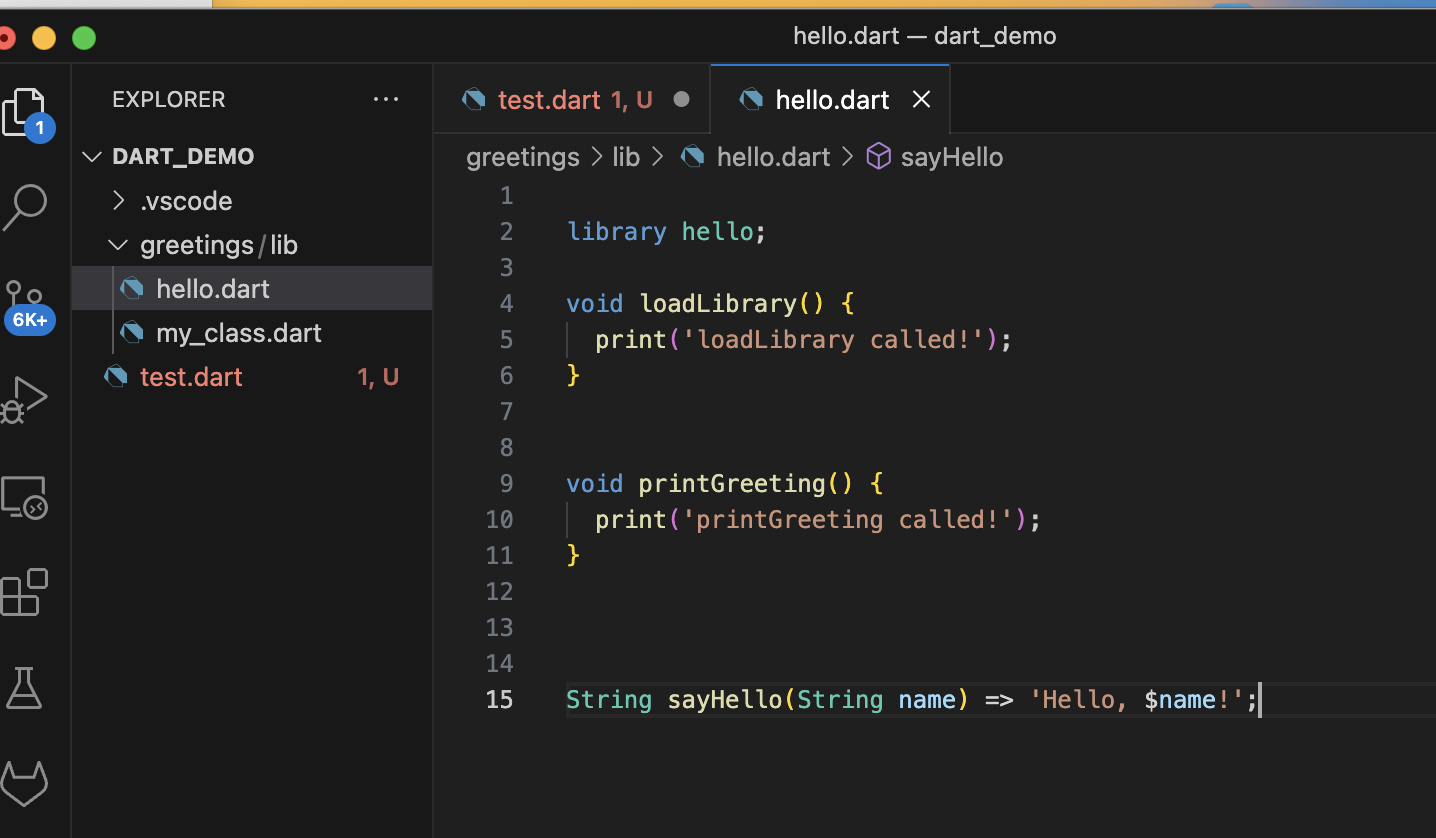 hello.dart — dart_demo
EXPLORER ...
1
6K+
DART_DEMO
.vscode
greetings/lib
hello.dart
my_class.dart
test.dart 1, U
test.dart 1, U
hello.dart
greetings > lib > hello.dart > sayHello
1
2 library hello;
3
4 void loadLibrary() {
5 print('loadLibrary called!');
6 }
7
8
9 void printGreeting() {
10 print('printGreeting called!');
11 }
12
13
14
15 String sayHello(String name) => 'Hello, $name!';